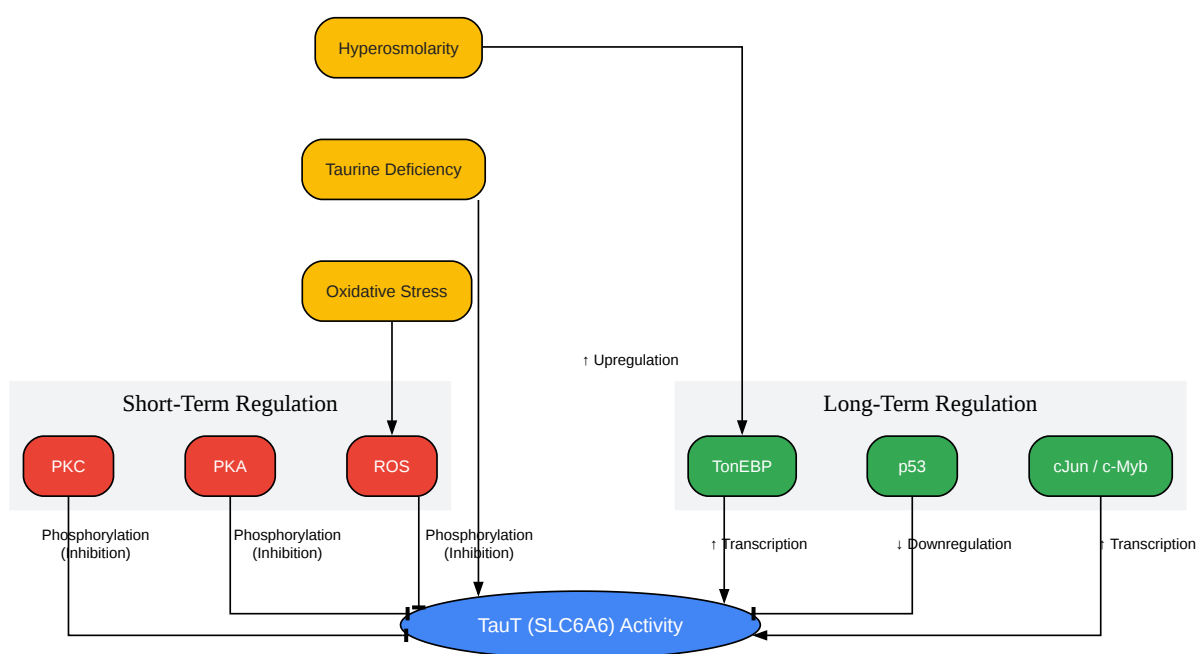 Hyperosmolarity
Taurine Deficiency
Oxidative Stress
↑ Upregulation
Short-Term Regulation
Long-Term Regulation
PKC
PKA
ROS
TonEBP
p53
cJun / c-Myb
Phosphorylation
(Inhibition)
Phosphorylation
(Inhibition)
Phosphorylation
(Inhibition)
↑ Transcription
↓ Downregulation
↑ Transcription
TauT (SLC6A6) Activity